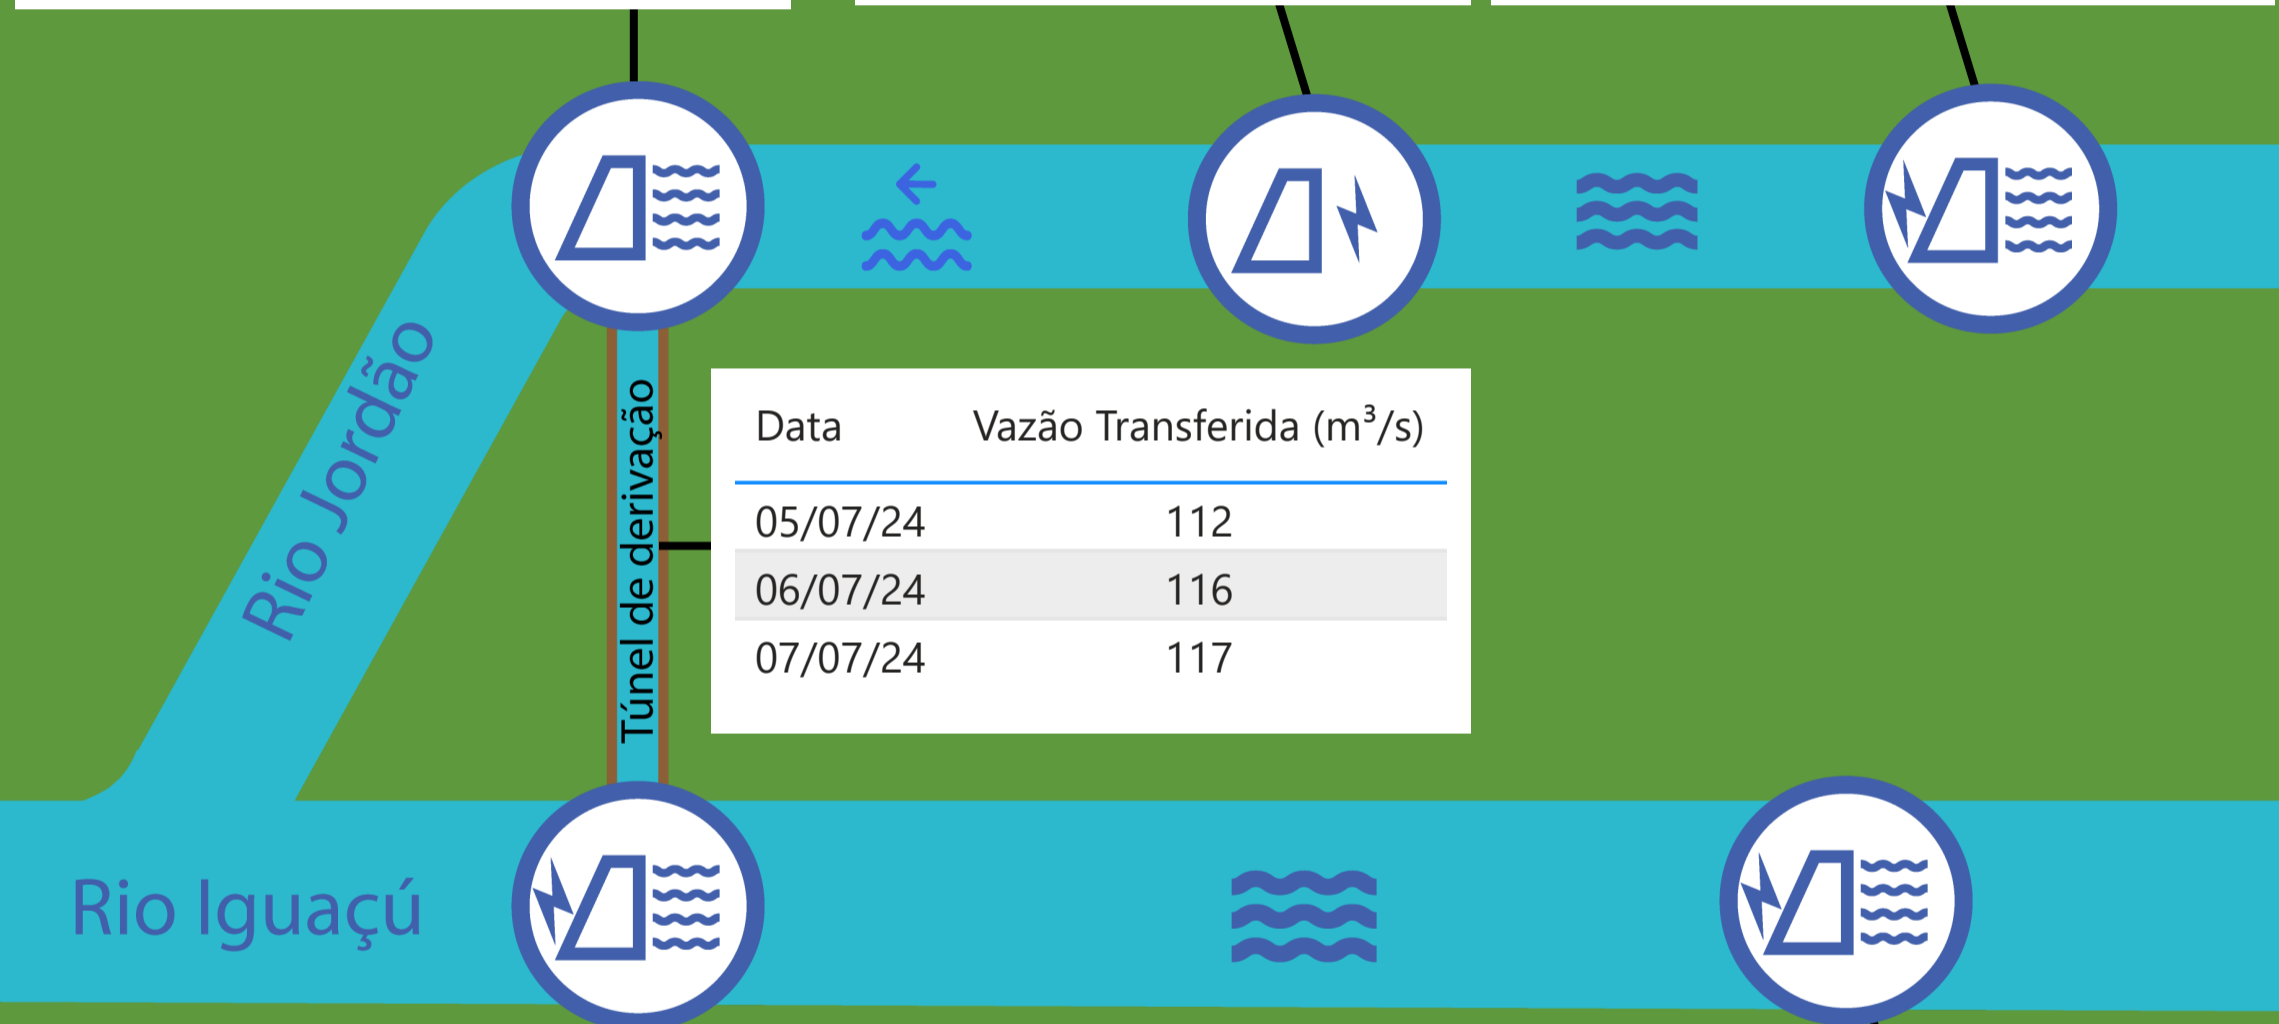 Rio Jordão
Túnel de derivação
Data Vazão Transferida (m³/s)
05/07/24 112
06/07/24 116
07/07/24 117
Rio Iguaçú